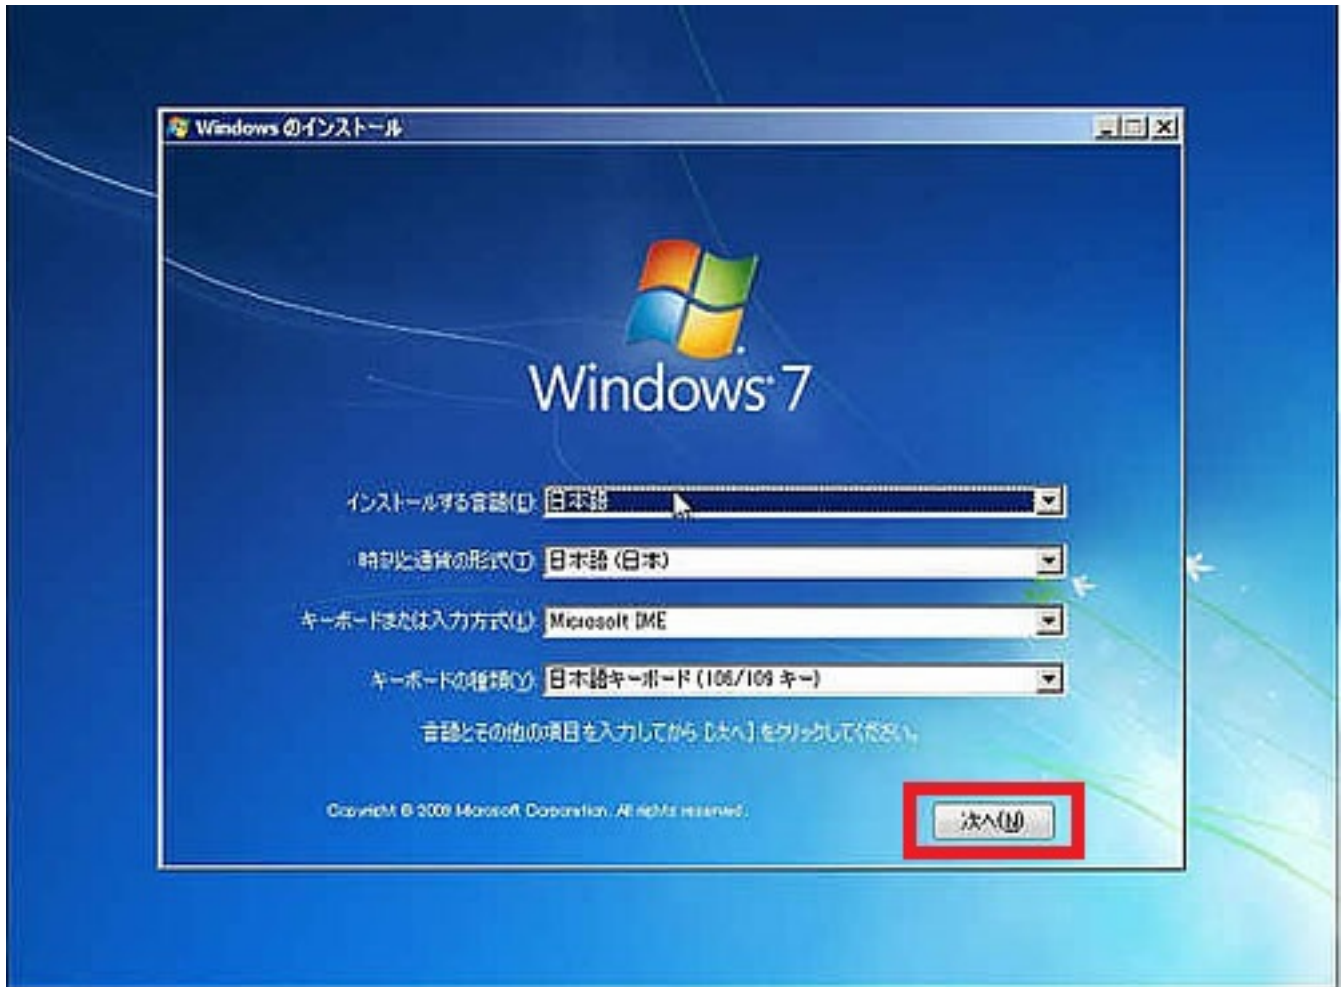 Windows のインストール
Windows 7
インストールする言語(E): 日本語
時刻と通貨の形式(T): 日本語 (日本)
キーボードまたは入力方式(K): Microsoft IME
キーボードの種類(Y): 日本語キーボード (106/109 キー)
言語とその他の項目を入力してから [次へ] をクリックしてください。
Copyright © 2009 Microsoft Corporation. All rights reserved.
次へ(N)